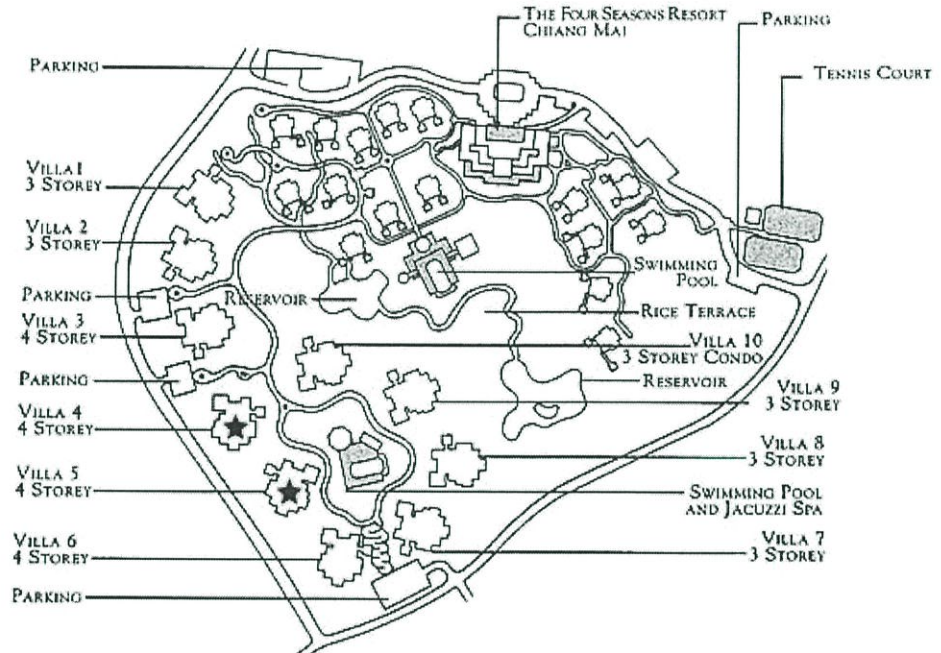 The Four Seasons Resort
Chiang Mai
Parking
Parking
Tennis Court
Villa 1
3 Storey
Villa 2
3 Storey
Swimming
Pool
Parking
Reservoir
Rice Terrace
Villa 3
4 Storey
Villa 10
3 Storey Condo
Parking
Reservoir
Villa 4
4 Storey
Villa 9
3 Storey
Villa 8
3 Storey
Villa 5
4 Storey
Swimming Pool
and Jacuzzi Spa
Villa 6
4 Storey
Villa 7
3 Storey
Parking